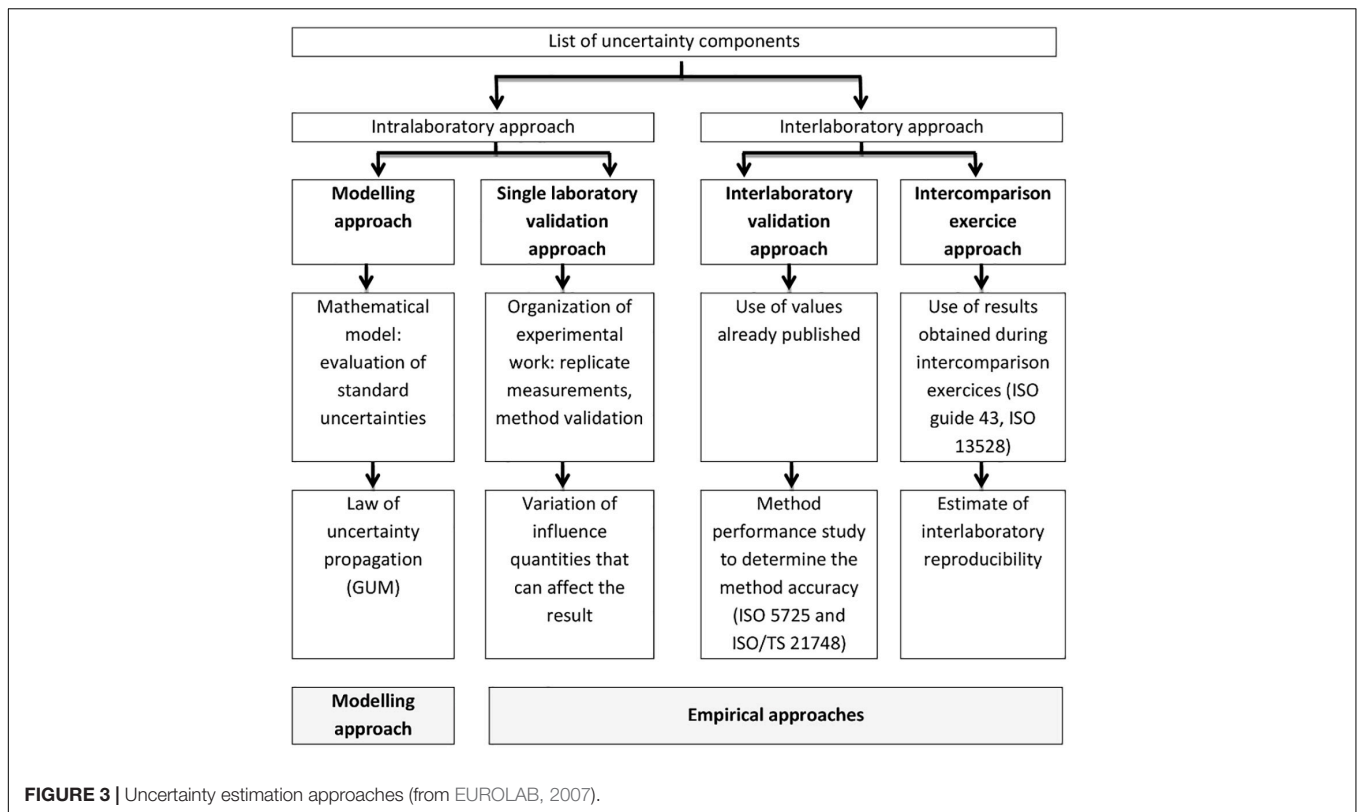 List of uncertainty components
Intralaboratory approach
Interlaboratory approach
Modelling
approach
Single laboratory
validation
approach
Interlaboratory
validation
approach
Intercomparison
exercice
approach
Mathematical
model:
evaluation of
standard
uncertainties
Organization of
experimental
work: replicate
measurements,
method validation
Use of values
already published
Use of results
obtained during
intercomparison
exercices (ISO
guide 43, ISO
13528)
Law of
uncertainty
propagation
(GUM)
Variation of
influence
quantities that
can affect the
result
Method
performance study
to determine the
method accuracy
(ISO 5725 and
ISO/TS 21748)
Estimate of
interlaboratory
reproducibility
Modelling
approach
Empirical approaches
FIGURE 3 | Uncertainty estimation approaches (from EUROLAB, 2007).